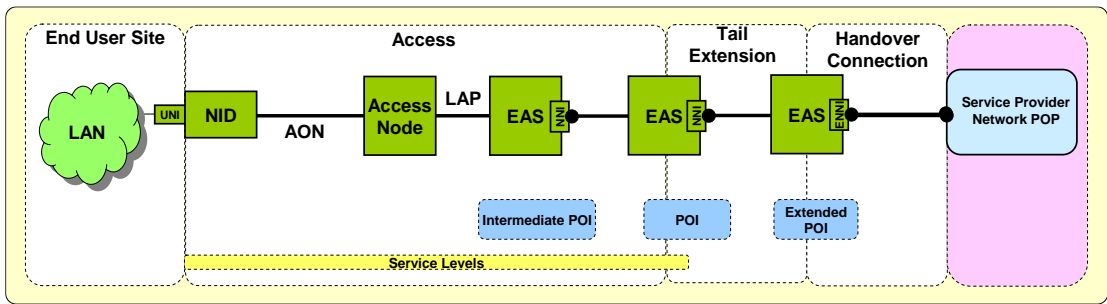 End User Site
Access
Tail
Extension
Handover
Connection
LAN
UNI
NID
AON
Access
Node
LAP
EAS
INNI
EAS
INNI
EAS
ENNI
Service Provider
Network POP
Intermediate POI
POI
Extended
POI
Service Levels